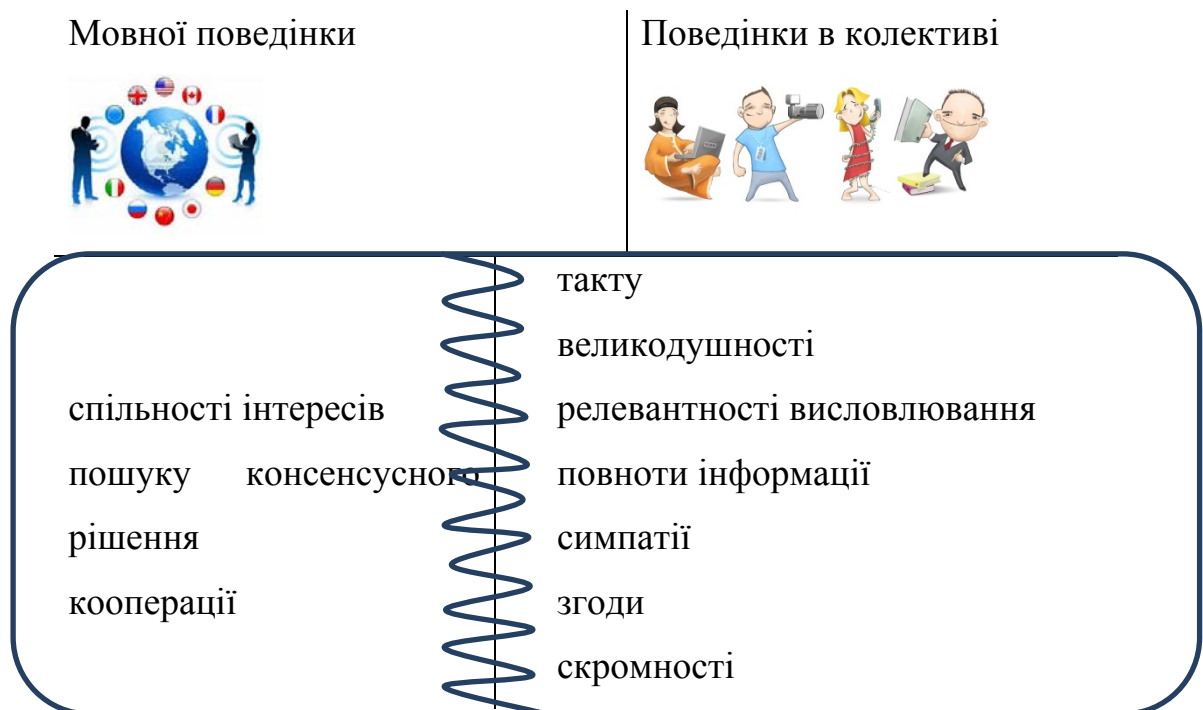 Мовної поведінки
Поведінки в колективі
спільності інтересів
пошуку консенсусного
рішення
кооперації
такту
великодушності
релевантності висловлювання
повноти інформації
симпатії
згоди
скромності